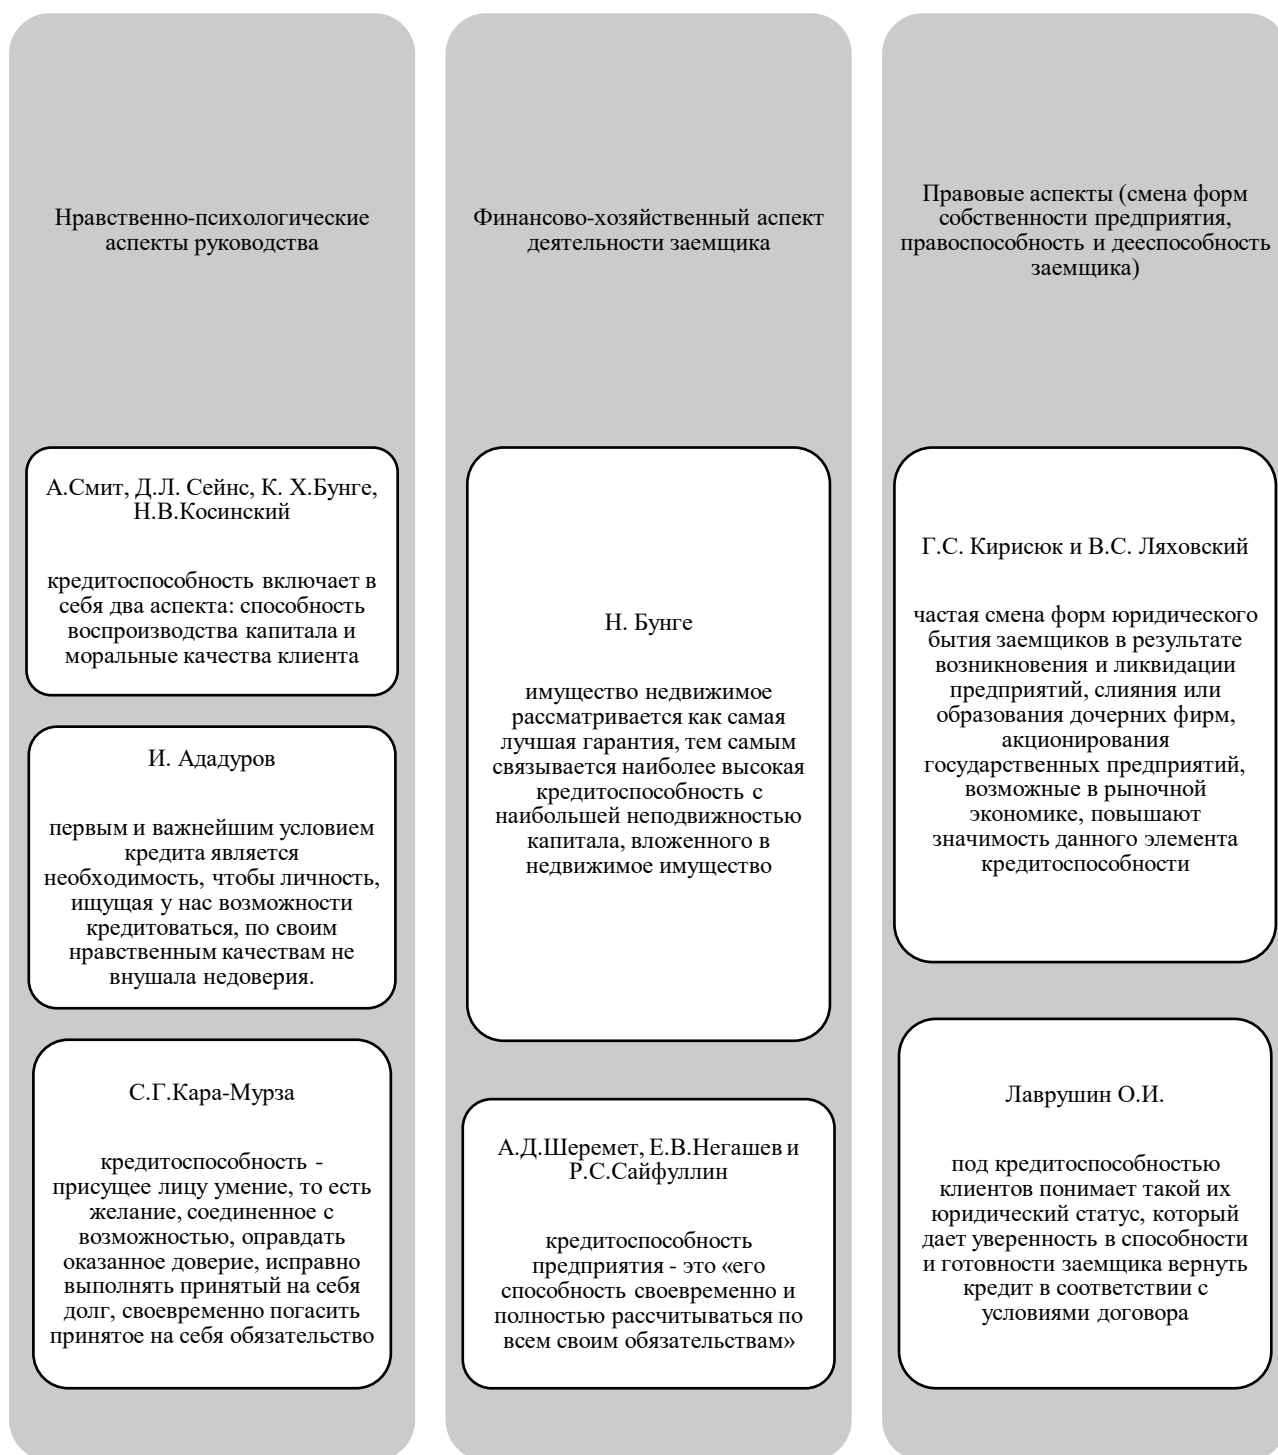 Нравственно-психологические
аспекты руководства
А.Смит, Д.Л. Сейнс, К. Х.Бунге,
Н.В.Косинский
кредитоспособность включает в
себя два аспекта: способность
воспроизводства капитала и
моральные качества клиента
И. Ададуров
первым и важнейшим условием
кредита является
необходимость, чтобы личность,
ищущая у нас возможности
кредитоваться, по своим
нравственным качествам не
внушала недоверия.
С.Г.Кара-Мурза
кредитоспособность -
присущее лицу умение, то есть
желание, соединенное с
возможностью, оправдать
оказанное доверие, исправно
выполнять принятый на себя
долг, своевременно погасить
принятое на себя обязательство
Финансово-хозяйственный аспект
деятельности заемщика
Н. Бунге
имущество недвижимое
рассматривается как самая
лучшая гарантия, тем самым
связывается наиболее высокая
кредитоспособность с
наибольшей неподвижностью
капитала, вложенного в
недвижимое имущество
А.Д.Шеремет, Е.В.Негашев и
Р.С.Сайфуллин
кредитоспособность
предприятия - это «его
способность своевременно и
полностью рассчитываться по
всем своим обязательствам»
Правовые аспекты (смена форм
собственности предприятия,
правоспособность и дееспособность
заемщика)
Г.С. Кирисюк и В.С. Ляховский
частая смена форм юридического
бытия заемщиков в результате
возникновения и ликвидации
предприятий, слияния или
образования дочерних фирм,
акционирования
государственных предприятий,
возможные в рыночной
экономике, повышают
значимость данного элемента
кредитоспособности
Лаврушин О.И.
под кредитоспособностью
клиентов понимает такой их
юридический статус, который
дает уверенность в способности
и готовности заемщика вернуть
кредит в соответствии с
условиями договора